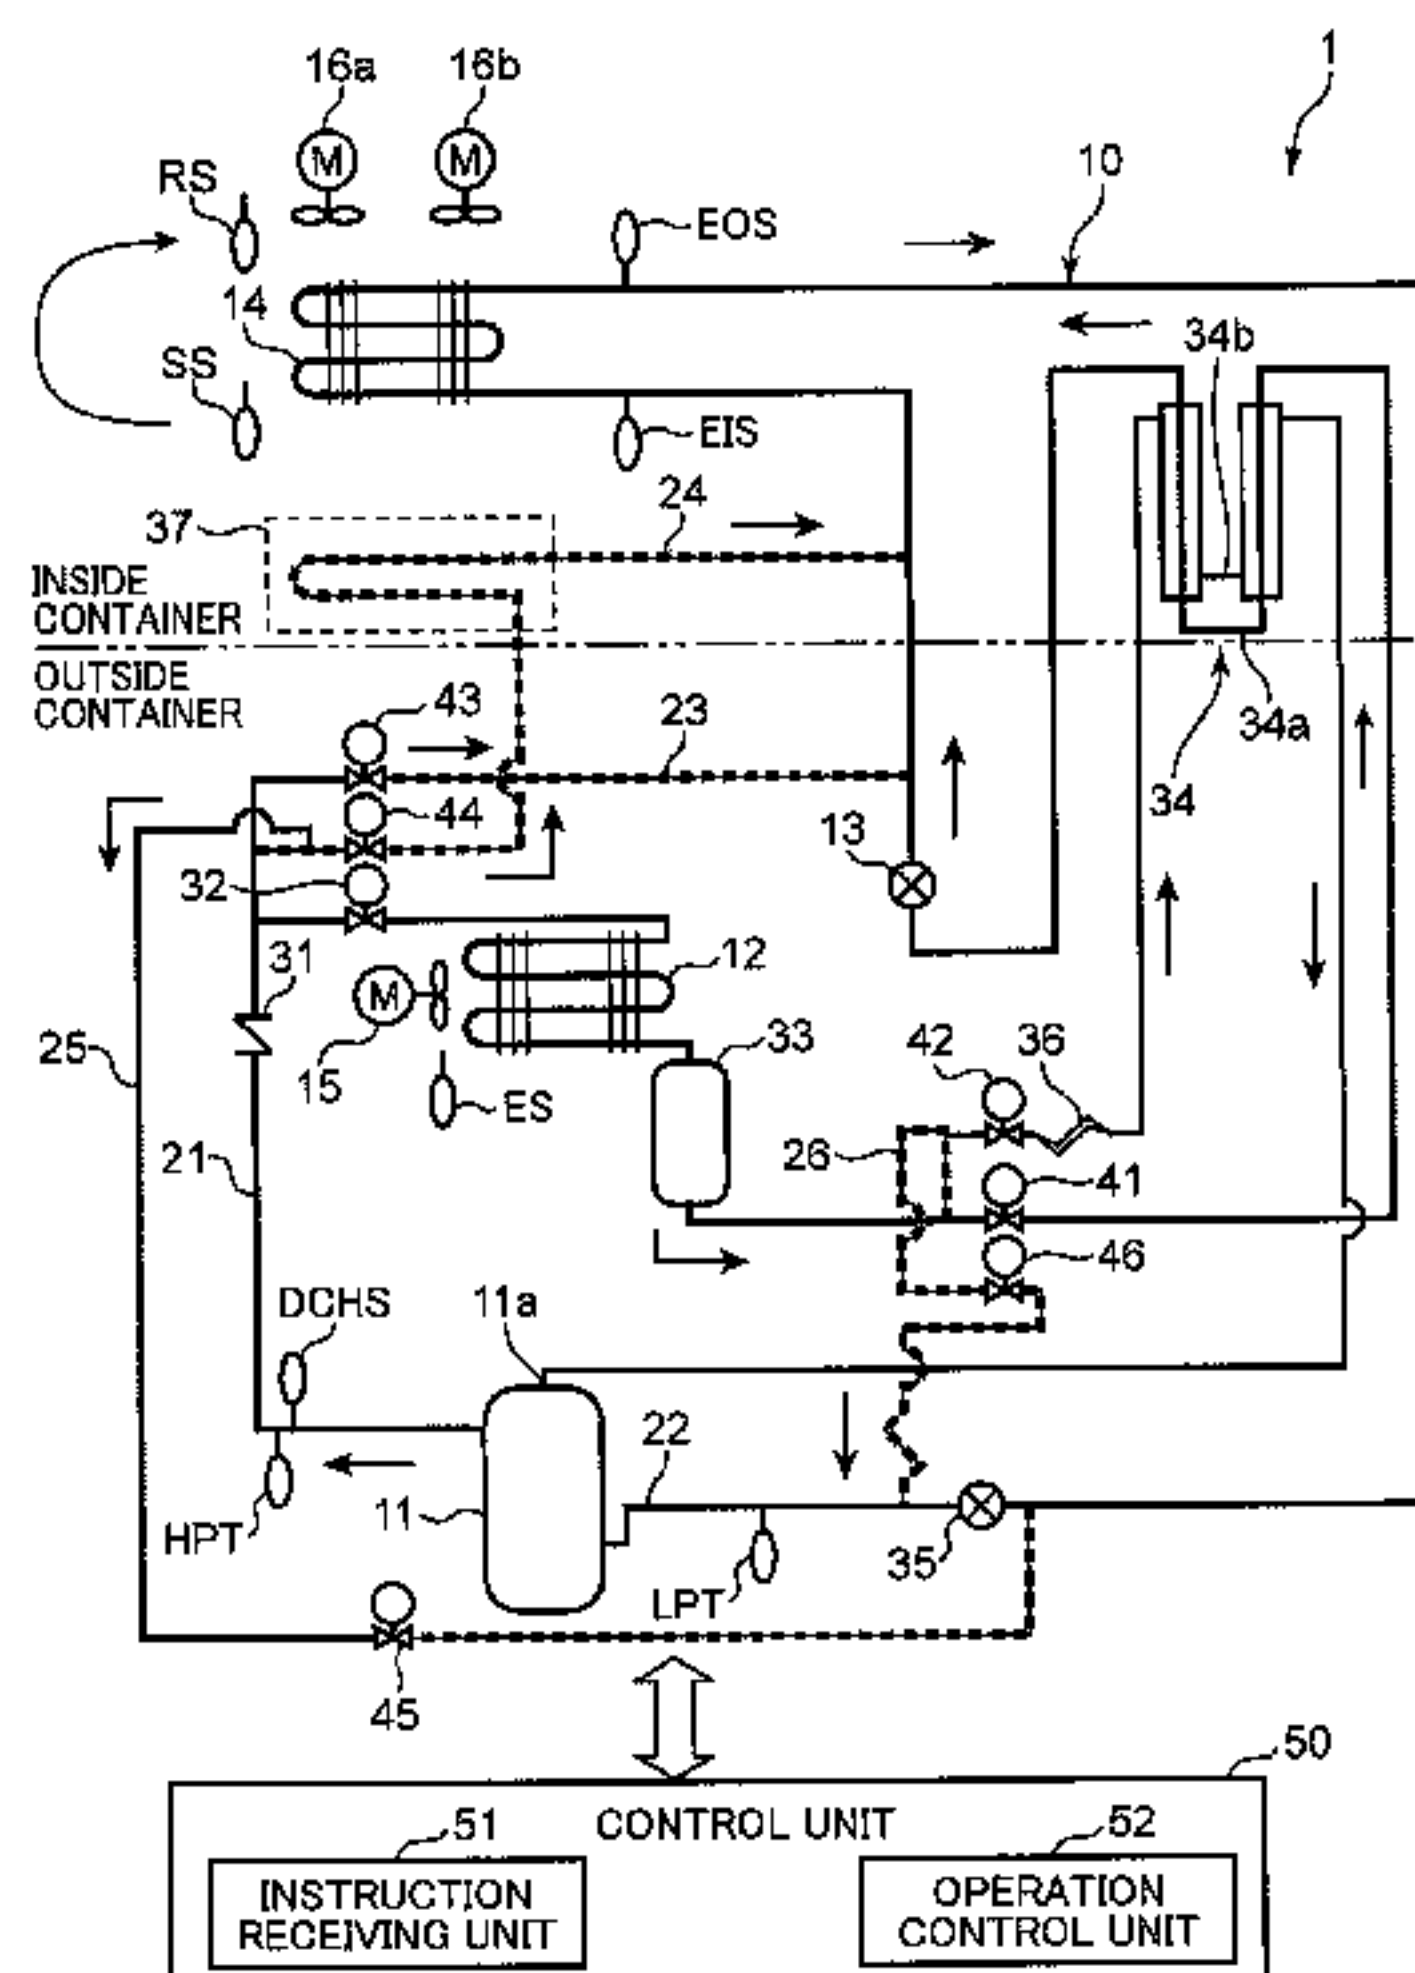 1
16a 16b
M M
10
RS
EOS
14
34b
SS
EIS
24
37
INSIDE
CONTAINER
OUTSIDE
CONTAINER
43
23
34a
34
44
13
32
31
12
M
25
33
42 36
15
ES
21
26
41
46
DCHS
11a
22
11
HPT
35
LPT
45
50
CONTROL UNIT
51
52
INSTRUCTION
RECEIVING UNIT
OPERATION
CONTROL UNIT